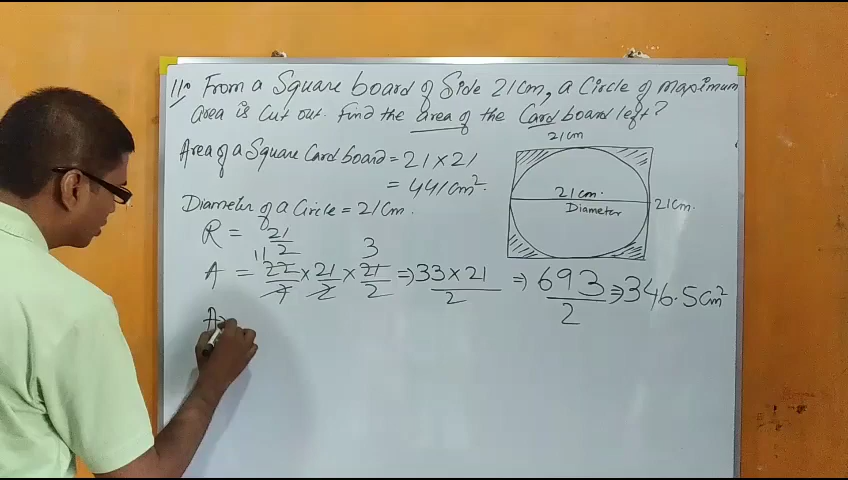 11. From a Square board of Side 21cm, a Circle of maximum
area is Cut out. Find the area of the Card board left?
21cm
Area of a Square Card board = 21 × 21
= 441cm².
21cm.
Diameter
21cm.
Diameter of a Circle = 21cm.
R = 21/2
11 3
A = 22/7 × 21/2 × 21/2 ⇒ 33 × 21/2 ⇒ 693/2 ⇒ 346.5cm²
A